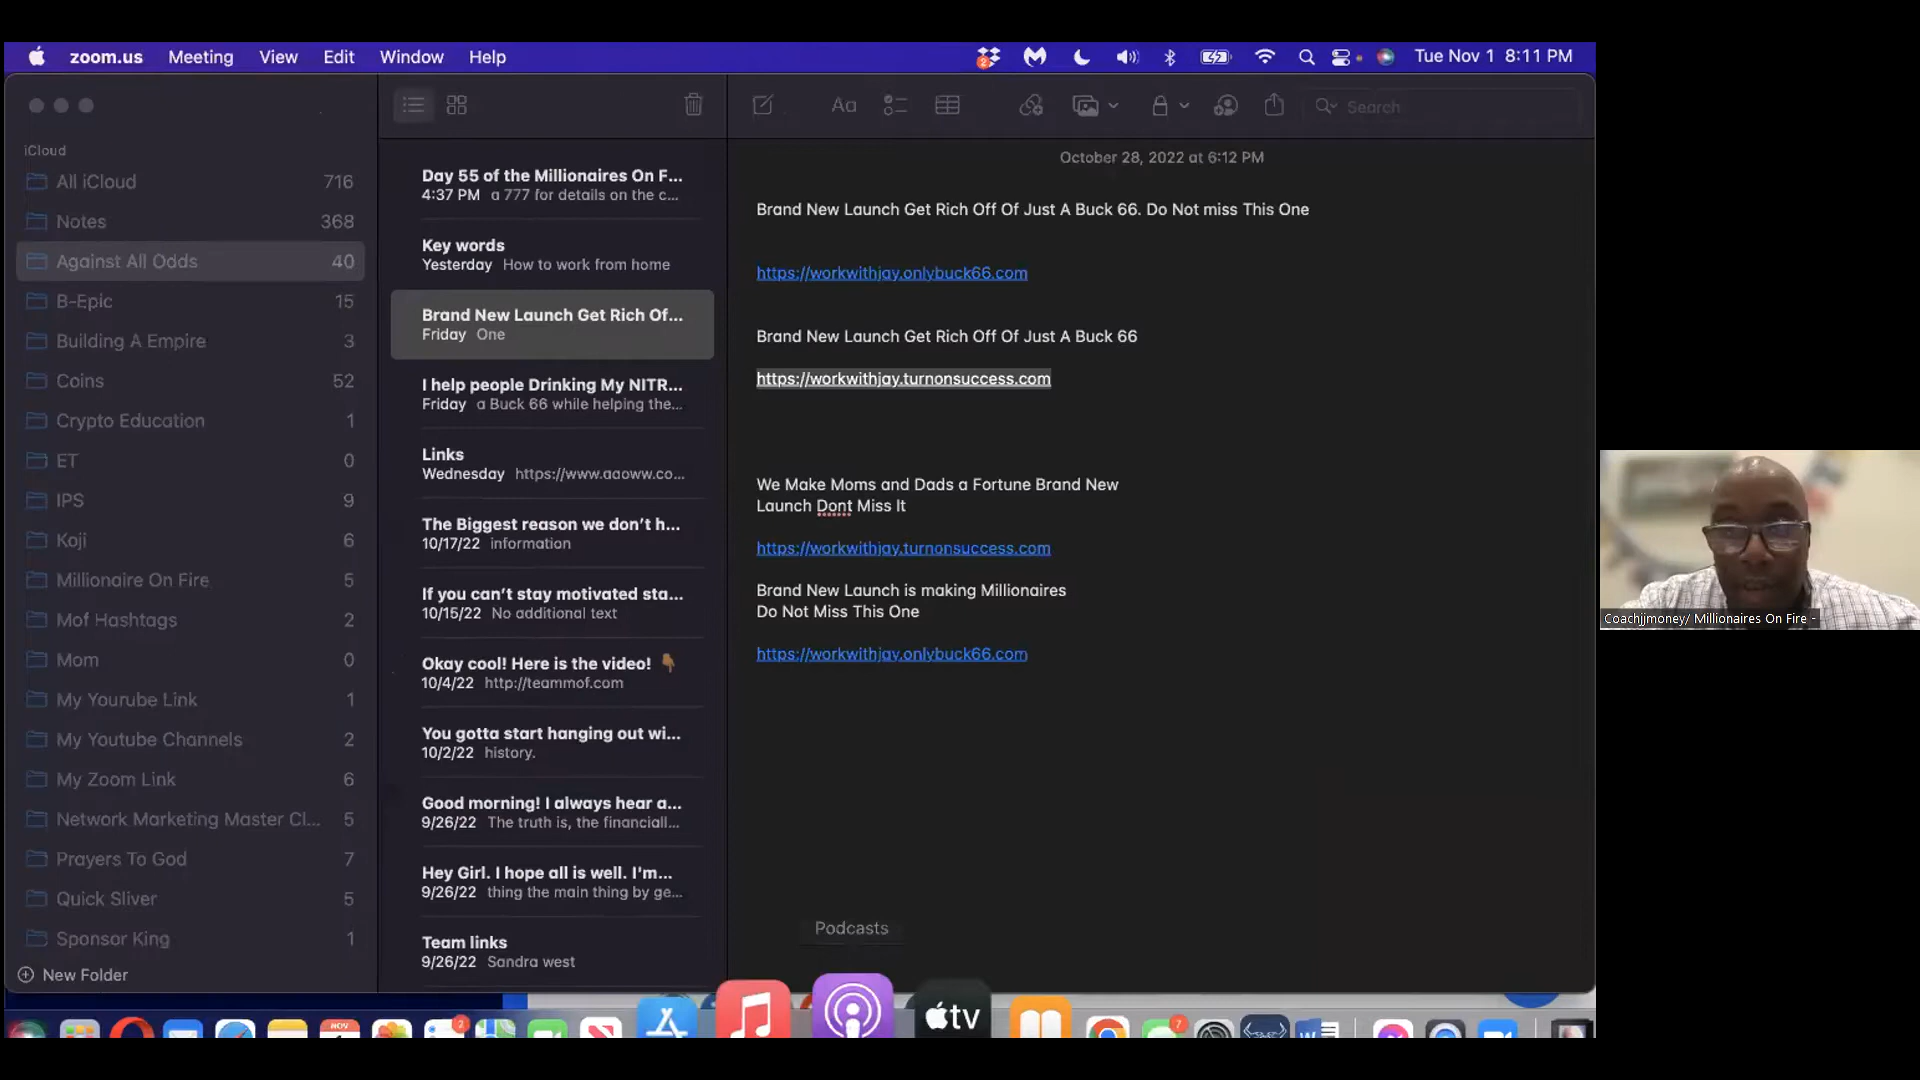 zoom.us Meeting View Edit Window Help
2
Tue Nov 1 8:11 PM
Aa
Search
iCloud
All iCloud 716
Notes 368
Against All Odds 40
B-Epic 15
Building A Empire 3
Coins 52
Crypto Education 1
ET 0
IPS 9
Koji 6
Millionaire On Fire 5
Mof Hashtags 2
Mom 0
My Yourube Link 1
My Youtube Channels 2
My Zoom Link 6
Network Marketing Master Cl... 5
Prayers To God 7
Quick Sliver 5
Sponsor King 1
New Folder
Day 55 of the Millionaires On F...
4:37 PM a 777 for details on the c...
Key words
Yesterday How to work from home
Brand New Launch Get Rich Of...
Friday One
I help people Drinking My NITR...
Friday a Buck 66 while helping the...
Links
Wednesday https://www.aaoww.co...
The Biggest reason we don't h...
10/17/22 information
If you can't stay motivated sta...
10/15/22 No additional text
Okay cool! Here is the video! 👇🏾
10/4/22 http://teammof.com
You gotta start hanging out wi...
10/2/22 history.
Good morning! I always hear a...
9/26/22 The truth is, the financiall...
Hey Girl. I hope all is well. I'm...
9/26/22 thing the main thing by ge...
Team links
9/26/22 Sandra west
October 28, 2022 at 6:12 PM
Brand New Launch Get Rich Off Of Just A Buck 66. Do Not miss This One
https://workwithjay.onlybuck66.com
Brand New Launch Get Rich Off Of Just A Buck 66
https://workwithjay.turnonsuccess.com
We Make Moms and Dads a Fortune Brand New
Launch Dont Miss It
https://workwithjay.turnonsuccess.com
Brand New Launch is making Millionaires
Do Not Miss This One
https://workwithjay.onlybuck66.com
Podcasts
NOV
2
tv
7
Coachjjmoney/ Millionaires On Fire -